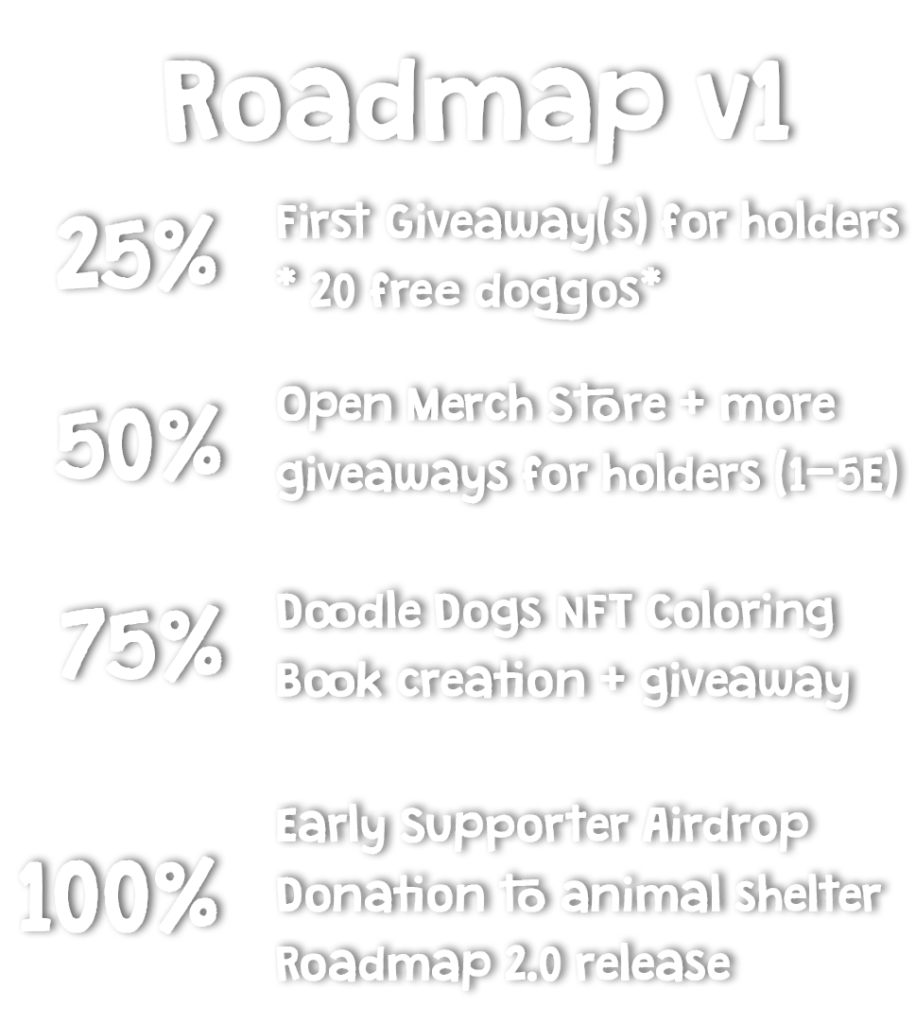 Roadmap v1
25%
First Giveaway(s) for holders
* 20 free doggos*
50%
Open Merch Store + more
giveaways for holders (1-5E)
75%
Doodle Dogs NFT Coloring
Book creation + giveaway
100%
Early Supporter Airdrop
Donation to animal shelter
Roadmap 2.0 release